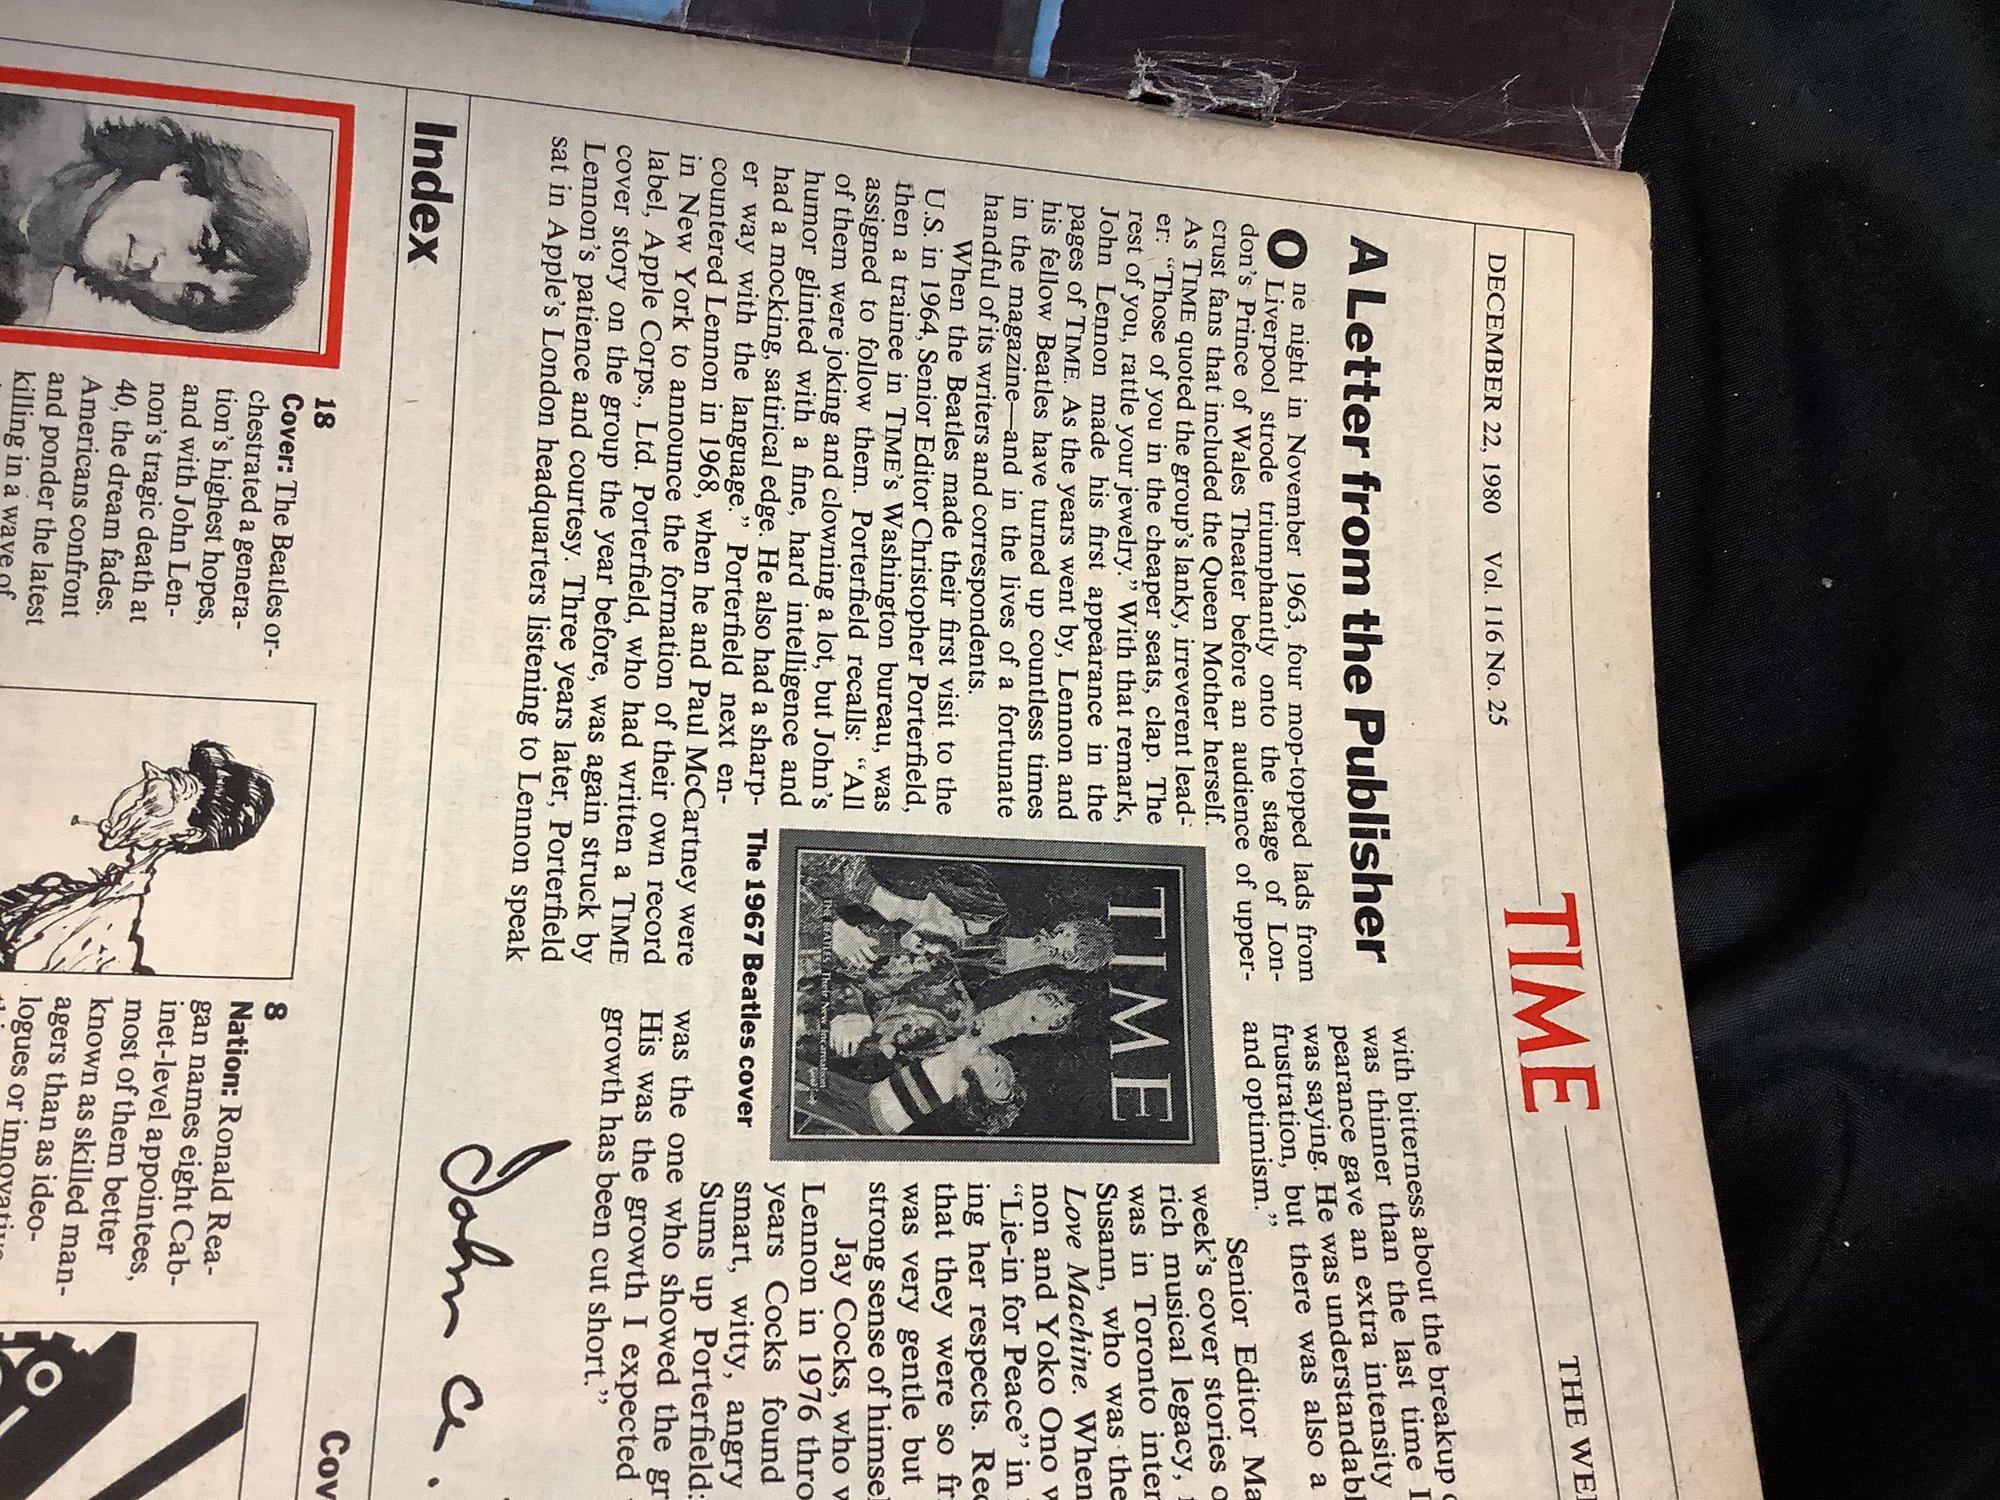 TIME
DECEMBER 22, 1980 Vol. 116 No. 25
A Letter from the Publisher
One night in November 1963, four mop-topped lads from
Liverpool strode triumphantly onto the stage of Lon-
don's Prince of Wales Theater before an audience of upper-
crust fans that included the Queen Mother herself.
As TIME quoted the group's lanky, irreverent lead-
er: "Those of you in the cheaper seats, clap. The
rest of you, rattle your jewelry." With that remark,
John Lennon made his first appearance in the
pages of TIME. As the years went by, Lennon and
his fellow Beatles have turned up countless times
in the magazine—and in the lives of a fortunate
handful of its writers and correspondents.
When the Beatles made their first visit to the
U.S. in 1964, Senior Editor Christopher Porterfield,
then a trainee in TIME's Washington bureau, was
assigned to follow them. Porterfield recalls: "All
of them were joking and clowning a lot, but John's
humor glinted with a fine, hard intelligence and
had a mocking, satirical edge. He also had a sharp-
er way with the language." Porterfield next en-
countered Lennon in 1968, when he and Paul McCartney were
in New York to announce the formation of their own record
label, Apple Corps., Ltd. Porterfield, who had written a TIME
cover story on the group the year before, was again struck by
Lennon's patience and courtesy. Three years later, Porterfield
sat in Apple's London headquarters listening to Lennon speak
TIME
THE BEATLES / Their New Incarnation
The 1967 Beatles cover
THE
with bitterness about the breakup
was thinner than the last time
pearance gave an extra intensity
was saying. He was
frustration, but there was also a
and optimism."
Senior Editor
week's cover stories
rich musical legacy,
was in Toronto
Susann, who was the
Love Machine. When
non and Yoko Ono
"Lie-in for Peace" in
ing her respects.
that they were so
was very gentle but
strong sense of
Jay Cocks, who
Lennon in 1976
years Cocks found
smart, witty, angry
Sums up Porterfield:
was the one who showed the
His was the growth I expected
growth has been cut short."
John
Index
18
Cover: The Beatles or-
chestrated a genera-
tion's highest hopes,
and with John Len-
non's tragic death at
40, the dream fades.
Americans confront
and ponder the latest
killing in a wave of
8
Nation: Ronald Rea-
gan names eight Cab-
inet-level appointees,
most of them better
known as skilled man-
agers than as ideo-
logues or innovative
Cov